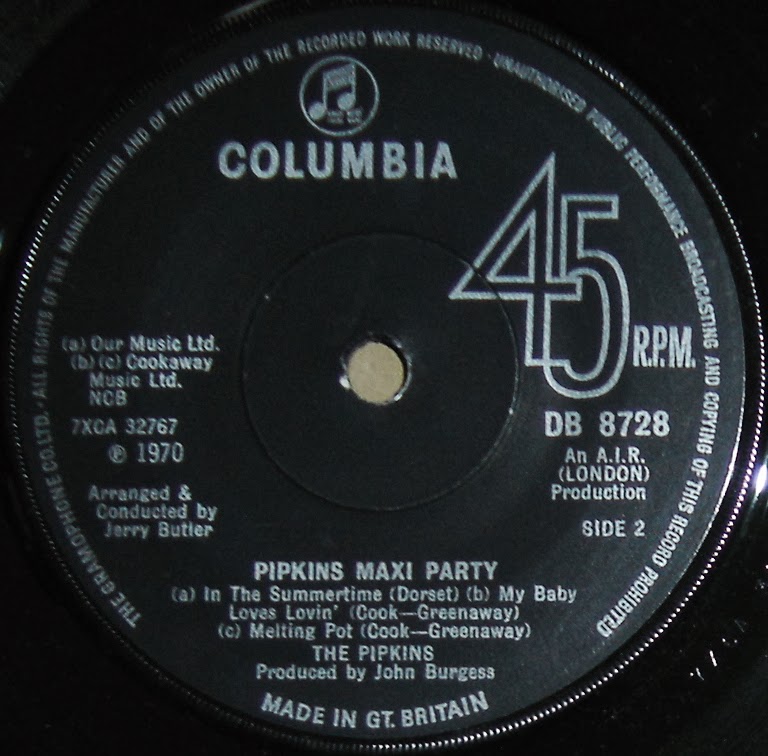 THE GRAMOPHONE CO. LTD. · ALL RIGHTS OF THE MANUFACTURER AND OF THE OWNER OF THE RECORDED WORK RESERVED · UNAUTHORISED PUBLIC PERFORMANCE BROADCASTING AND COPYING OF THIS RECORD PROHIBITED
COLUMBIA
45
R.P.M.
(a) Our Music Ltd.
(b) (c) Cookaway
Music Ltd.
NCB
7XCA 32767
℗ 1970
Arranged &
Conducted by
Jerry Butler
DB 8728
An A.I.R.
(LONDON)
Production
SIDE 2
PIPKINS MAXI PARTY
(a) In The Summertime (Dorset) (b) My Baby
Loves Lovin' (Cook—Greenaway)
(c) Melting Pot (Cook—Greenaway)
THE PIPKINS
Produced by John Burgess
MADE IN GT. BRITAIN